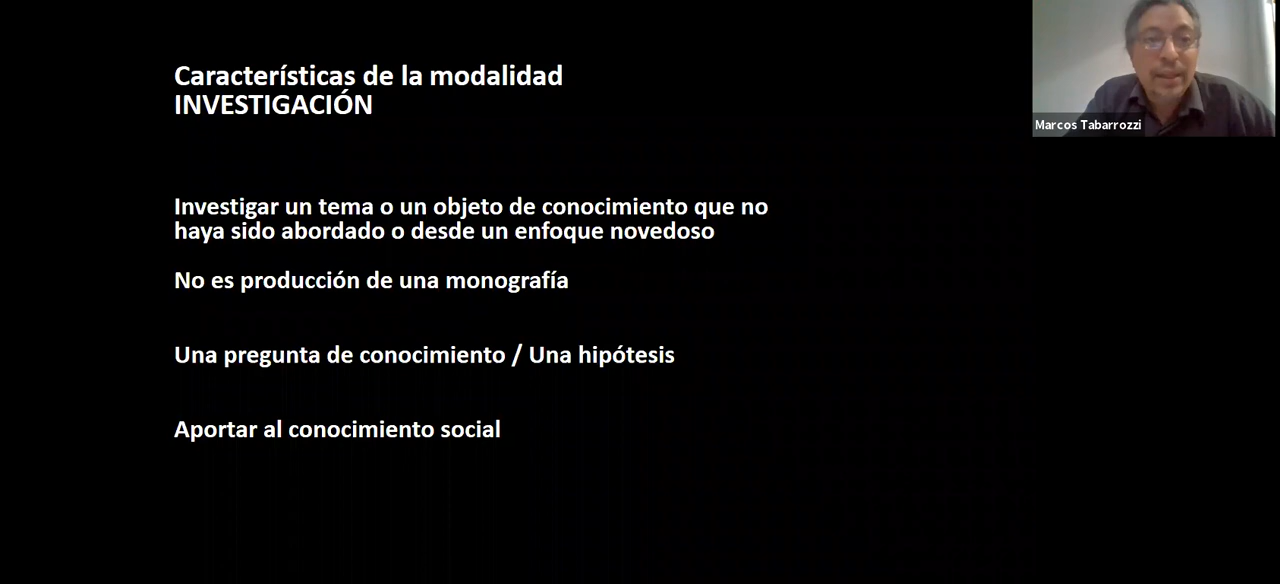 Características de la modalidad
INVESTIGACIÓN
Investigar un tema o un objeto de conocimiento que no
haya sido abordado o desde un enfoque novedoso
No es producción de una monografía
Una pregunta de conocimiento / Una hipótesis
Aportar al conocimiento social
Marcos Tabarrozzi